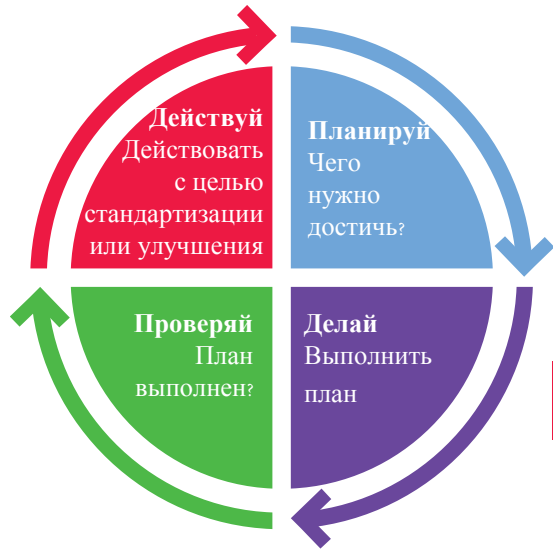 Действуй
Действовать
с целью
стандартизации
или улучшения
Планируй
Чего
нужно
достичь?
Проверяй
План
выполнен?
Делай
Выполнить
план